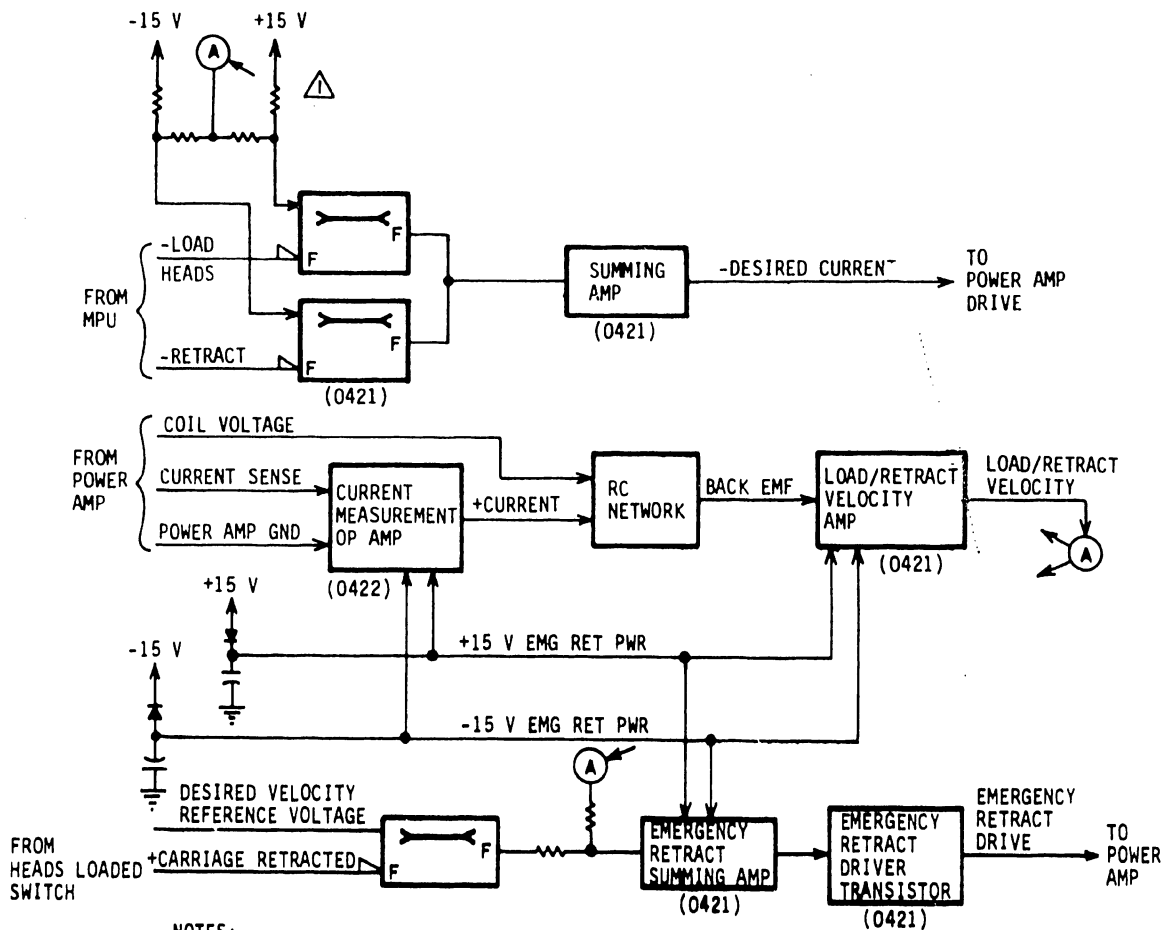 -15 V
+15 V
A
1
-LOAD
HEADS
F
F
FROM
MPU
-RETRACT
F
F
(0421)
SUMMING
AMP
(0421)
-DESIRED CURRENT
TO
POWER AMP
DRIVE
FROM
POWER
AMP
COIL VOLTAGE
CURRENT SENSE
POWER AMP GND
CURRENT
MEASUREMENT
OP AMP
(0422)
+CURRENT
RC
NETWORK
BACK EMF
LOAD/RETRACT
VELOCITY
AMP
(0421)
LOAD/RETRACT
VELOCITY
A
+15 V
-15 V
+15 V EMG RET PWR
-15 V EMG RET PWR
A
DESIRED VELOCITY
REFERENCE VOLTAGE
FROM
HEADS LOADED
SWITCH
+CARRIAGE RETRACTED
F
F
EMERGENCY
RETRACT
SUMMING AMP
(0421)
EMERGENCY
RETRACT
DRIVER
TRANSISTOR
(0421)
EMERGENCY
RETRACT
DRIVE
TO
POWER
AMP
NOTES: